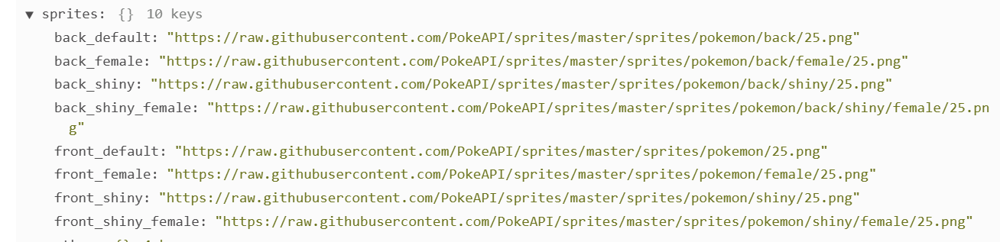 ▼ sprites: {} 10 keys
back_default: "https://raw.githubusercontent.com/PokeAPI/sprites/master/sprites/pokemon/back/25.png"
back_female: "https://raw.githubusercontent.com/PokeAPI/sprites/master/sprites/pokemon/back/female/25.png"
back_shiny: "https://raw.githubusercontent.com/PokeAPI/sprites/master/sprites/pokemon/back/shiny/25.png"
back_shiny_female: "https://raw.githubusercontent.com/PokeAPI/sprites/master/sprites/pokemon/back/shiny/female/25.pn
g"
front_default: "https://raw.githubusercontent.com/PokeAPI/sprites/master/sprites/pokemon/25.png"
front_female: "https://raw.githubusercontent.com/PokeAPI/sprites/master/sprites/pokemon/female/25.png"
front_shiny: "https://raw.githubusercontent.com/PokeAPI/sprites/master/sprites/pokemon/shiny/25.png"
front_shiny_female: "https://raw.githubusercontent.com/PokeAPI/sprites/master/sprites/pokemon/shiny/female/25.png"